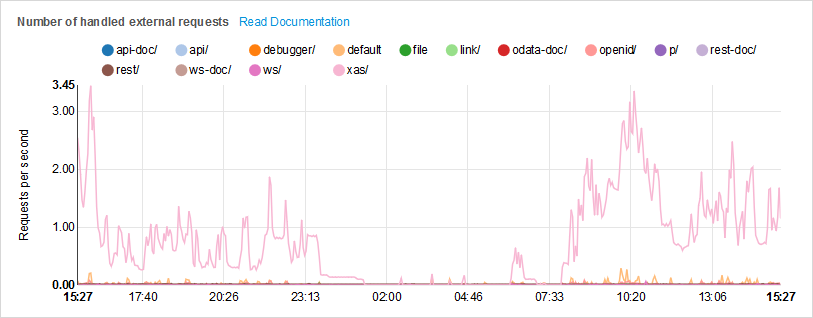 Number of handled external requests Read Documentation
api-doc/ api/ debugger/ default file link/ odata-doc/ openid/ p/ rest-doc/
rest/ ws-doc/ ws/ xas/
3.45
3.00
2.00
1.00
0.00
Requests per second
15:27 17:40 20:26 23:13 02:00 04:46 07:33 10:20 13:06 15:27